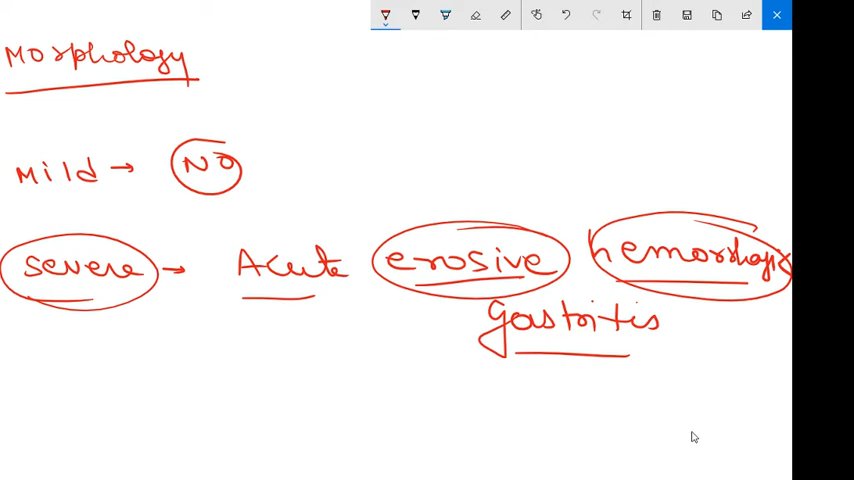 Morphology
Mild → NO
severe → Acute erosive hemorrhagic
gastritis